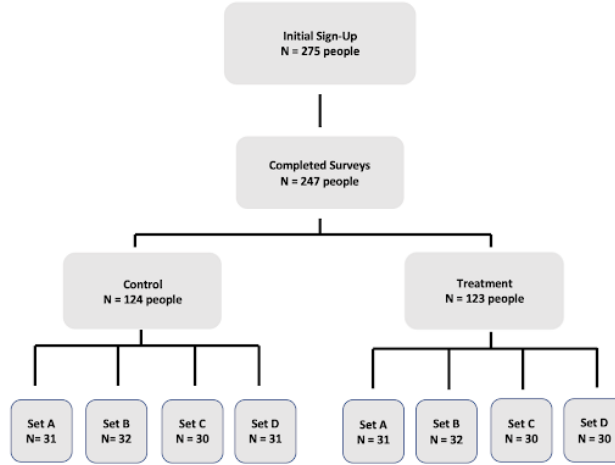 Initial Sign-Up
N = 275 people
Completed Surveys
N = 247 people
Control
N = 124 people
Treatment
N = 123 people
Set A
N= 31
Set B
N = 32
Set C
N = 30
Set D
N = 31
Set A
N = 31
Set B
N = 32
Set C
N = 30
Set D
N = 30